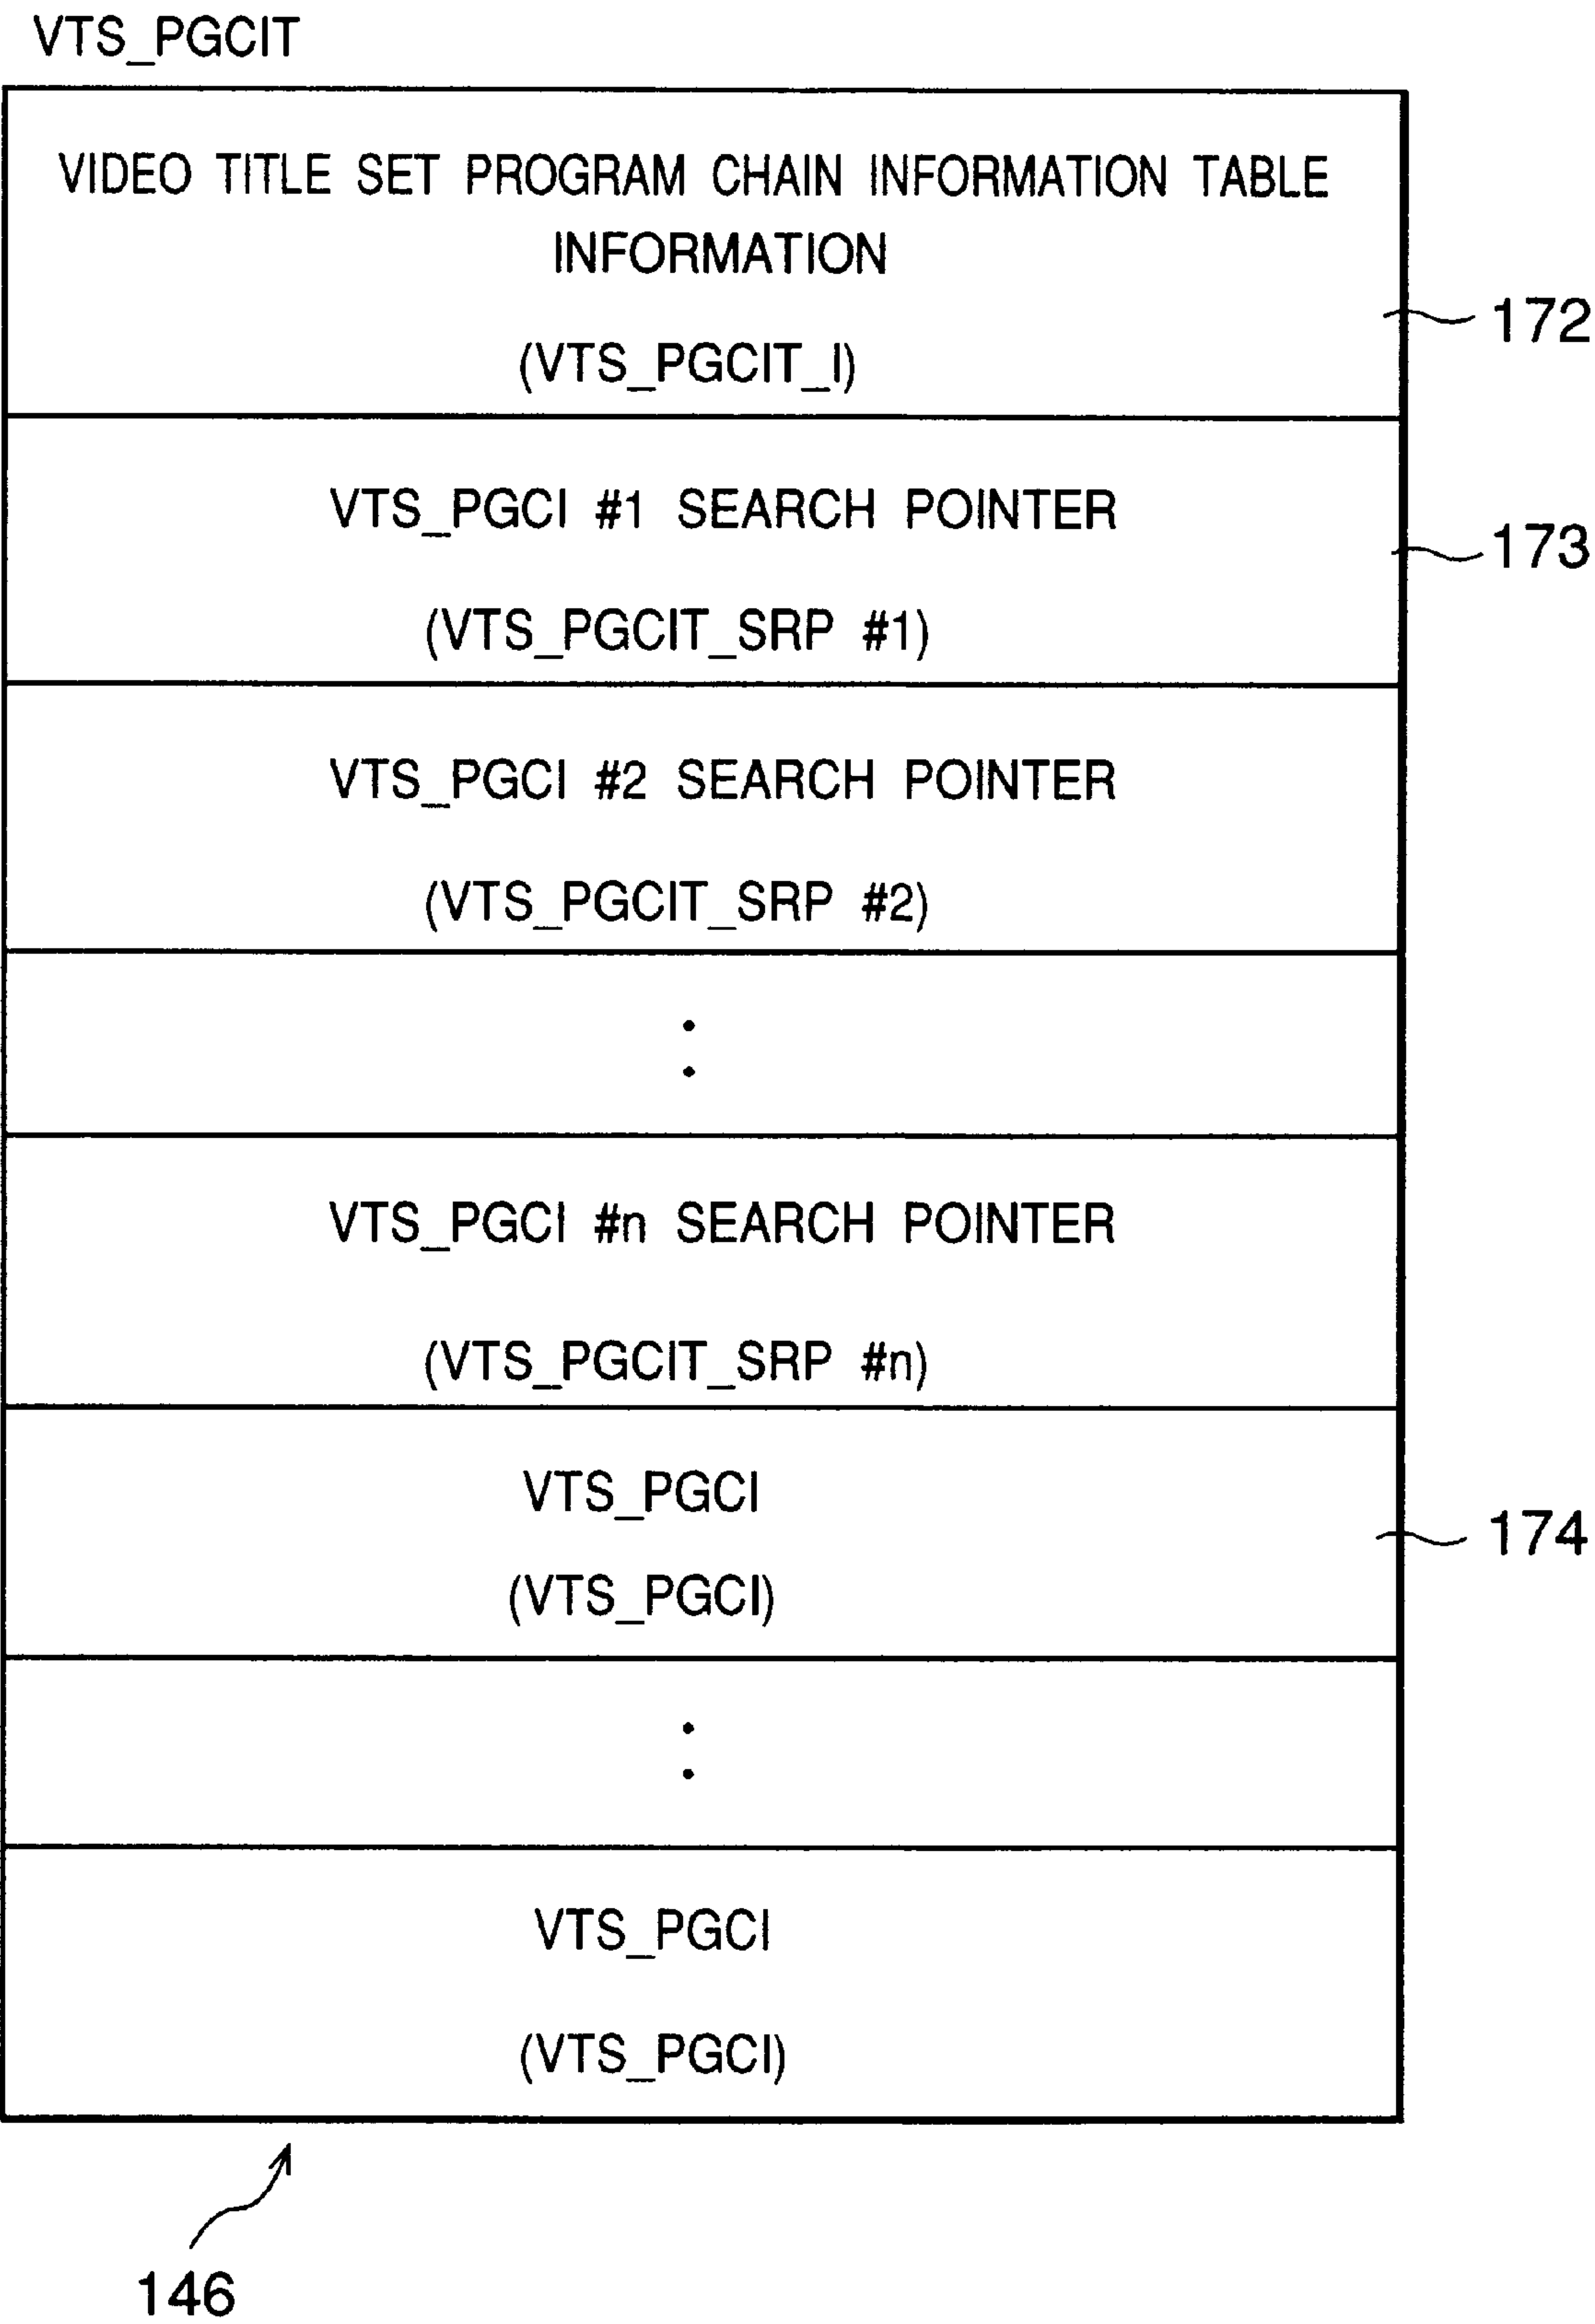 VTS_PGCIT
VIDEO TITLE SET PROGRAM CHAIN INFORMATION TABLE
INFORMATION
(VTS_PGCIT_I)
172
VTS_PGCI #1 SEARCH POINTER
173
(VTS_PGCIT_SRP #1)
VTS_PGCI #2 SEARCH POINTER
(VTS_PGCIT_SRP #2)
:
VTS_PGCI #n SEARCH POINTER
(VTS_PGCIT_SRP #n)
VTS_PGCI
174
(VTS_PGCI)
:
VTS_PGCI
(VTS_PGCI)
146